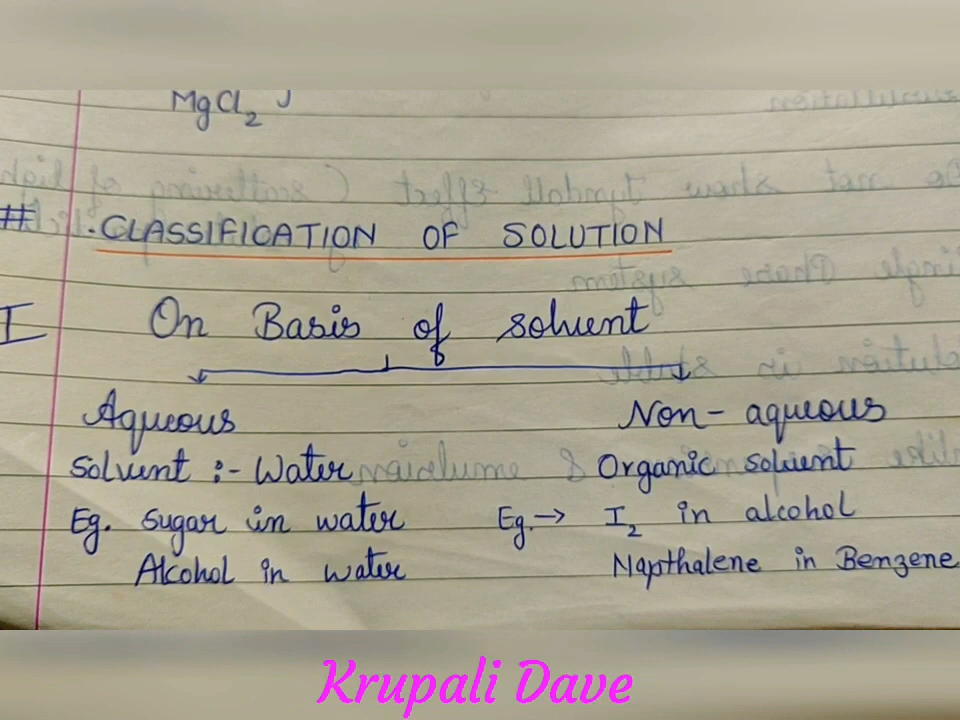 MgCl2
# CLASSIFICATION OF SOLUTION
I On Basis of solvent
Aqueous Non-aqueous
Solvent :- Water Organic solvent
Eg. Sugar in water Eg. → I2 in alcohol
Alcohol in water Napthalene in Benzene
Krupali Dave